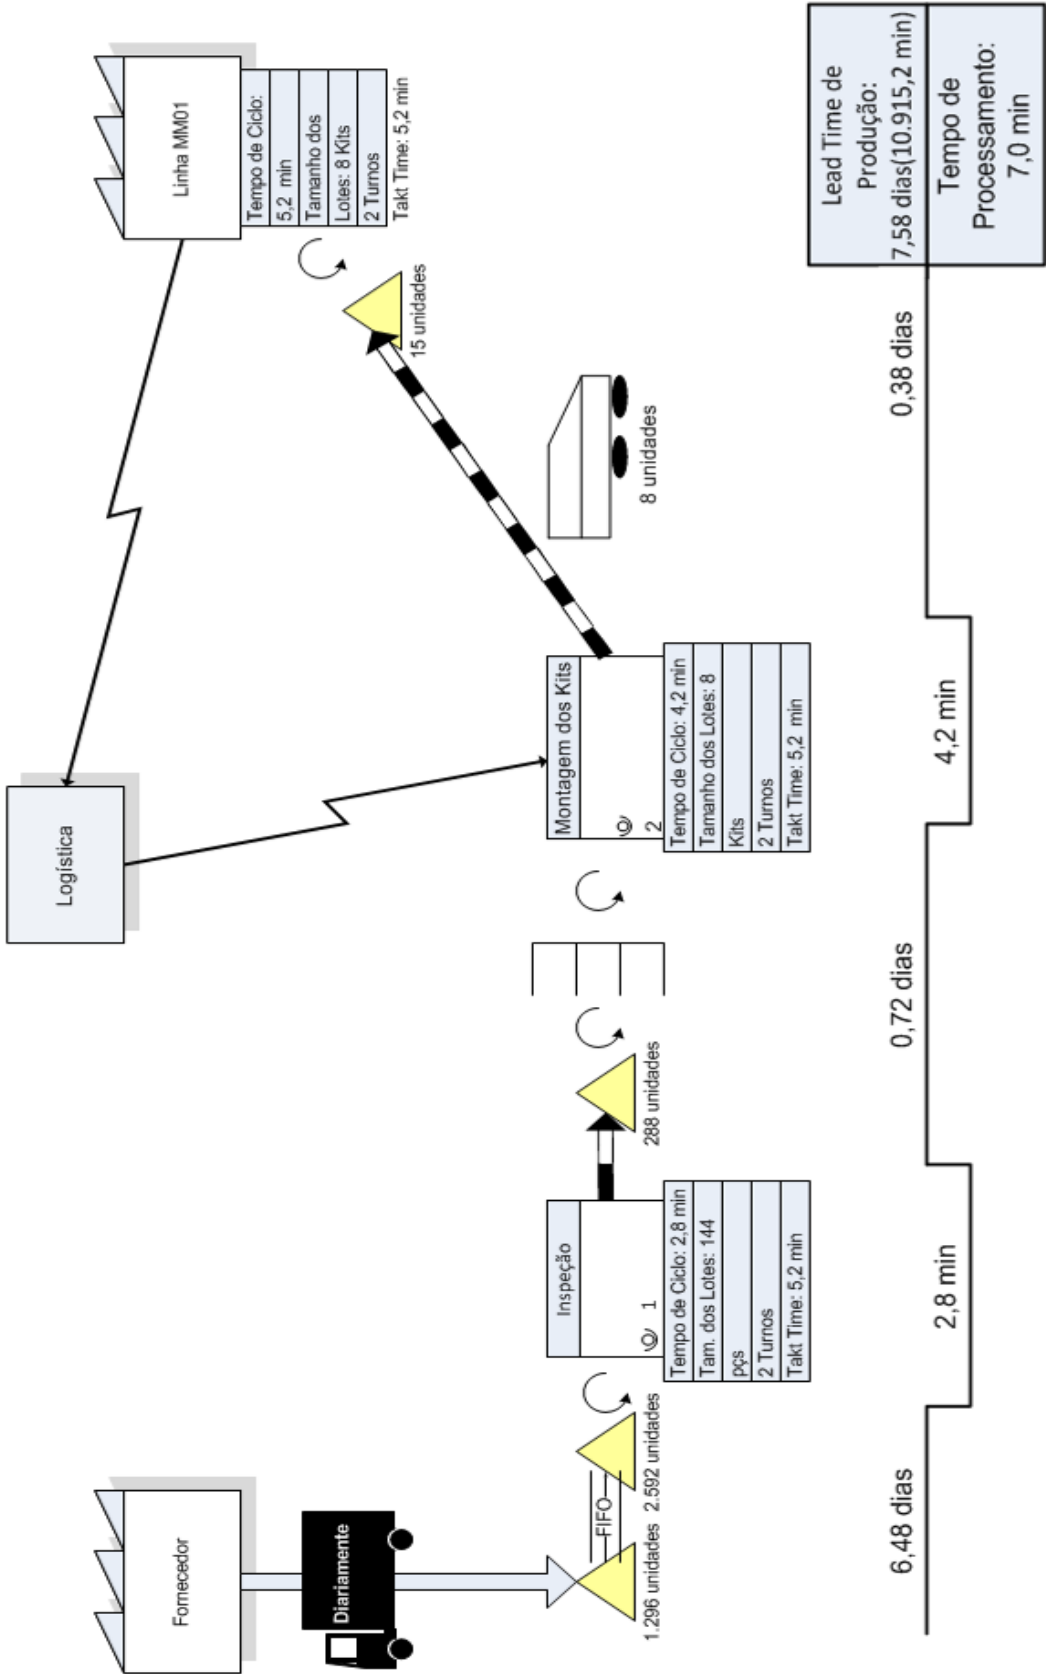 Logística
Fornecedor
Linha MM01
Tempo de Ciclo:
5,2 min
Tamanho dos
Lotes: 8 Kits
2 Turnos
Takt Time: 5,2 min
Diariamente
1.296 unidades
FIFO
2.592 unidades
Inspeção
1
Tempo de Ciclo: 2,8 min
Tam. dos Lotes: 144
pçs
2 Turnos
Takt Time: 5,2 min
288 unidades
Montagem dos Kits
2
Tempo de Ciclo: 4,2 min
Tamanho dos Lotes: 8
Kits
2 Turnos
Takt Time: 5,2 min
8 unidades
15 unidades
6,48 dias
2,8 min
0,72 dias
4,2 min
0,38 dias
Lead Time de
Produção:
7,58 dias(10.915,2 min)
Tempo de
Processamento:
7,0 min